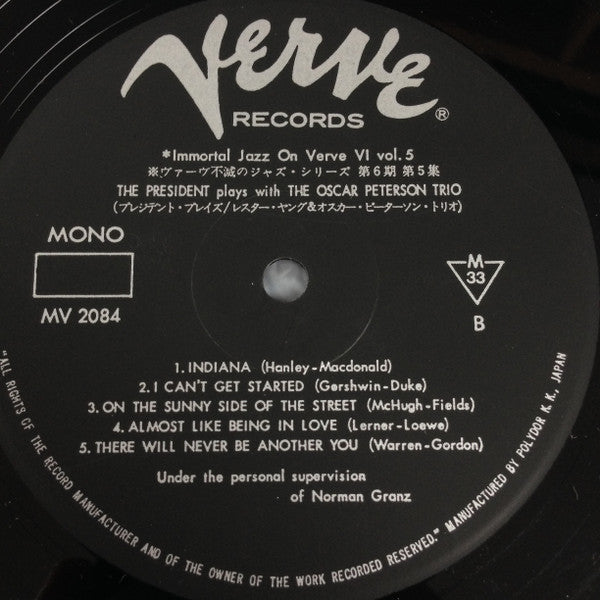 Verve
RECORDS ®
*Immortal Jazz On Verve VI vol. 5
※ヴァーヴ不滅のジャズ・シリーズ 第6期 第5集
THE PRESIDENT plays with THE OSCAR PETERSON TRIO
(プレジデント・プレイズ/レスター・ヤング&オスカー・ピーターソン・トリオ)
MONO
MV 2084
M
33
B
1. INDIANA (Hanley-Macdonald)
2. I CAN'T GET STARTED (Gershwin-Duke)
3. ON THE SUNNY SIDE OF THE STREET (McHugh-Fields)
4. ALMOST LIKE BEING IN LOVE (Lerner-Loewe)
5. THERE WILL NEVER BE ANOTHER YOU (Warren-Gordon)
Under the personal supervision
of Norman Granz
"ALL RIGHTS OF THE RECORD MANUFACTURER AND OF THE OWNER OF THE WORK RECORDED RESERVED." MANUFACTURED BY POLYDOR K. K., JAPAN